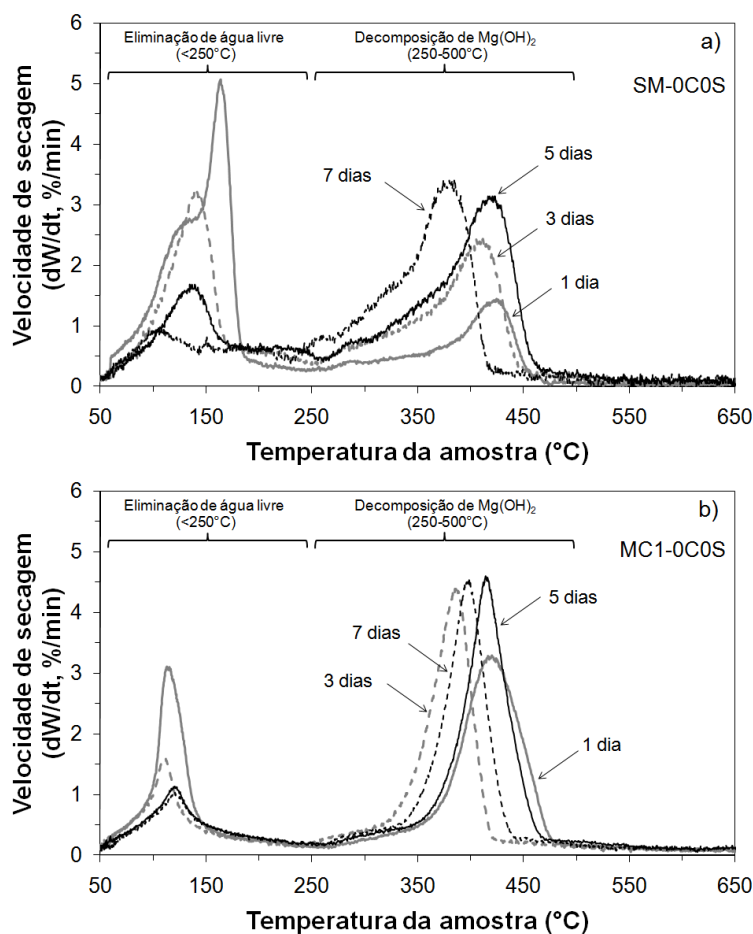 a)
SM-0C0S
Eliminação de água livre
(<250°C)
Decomposição de Mg(OH)2
(250-500°C)
6
5
4
3
2
1
0
Velocidade de secagem
(dW/dt, %/min)
7 dias
5 dias
3 dias
1 dia
50
150
250
350
450
550
650
Temperatura da amostra (°C)
b)
MC1-0C0S
Eliminação de água livre
(<250°C)
Decomposição de Mg(OH)2
(250-500°C)
6
5
4
3
2
1
0
Velocidade de secagem
(dW/dt, %/min)
5 dias
7 dias
3 dias
1 dia
50
150
250
350
450
550
650
Temperatura da amostra (°C)